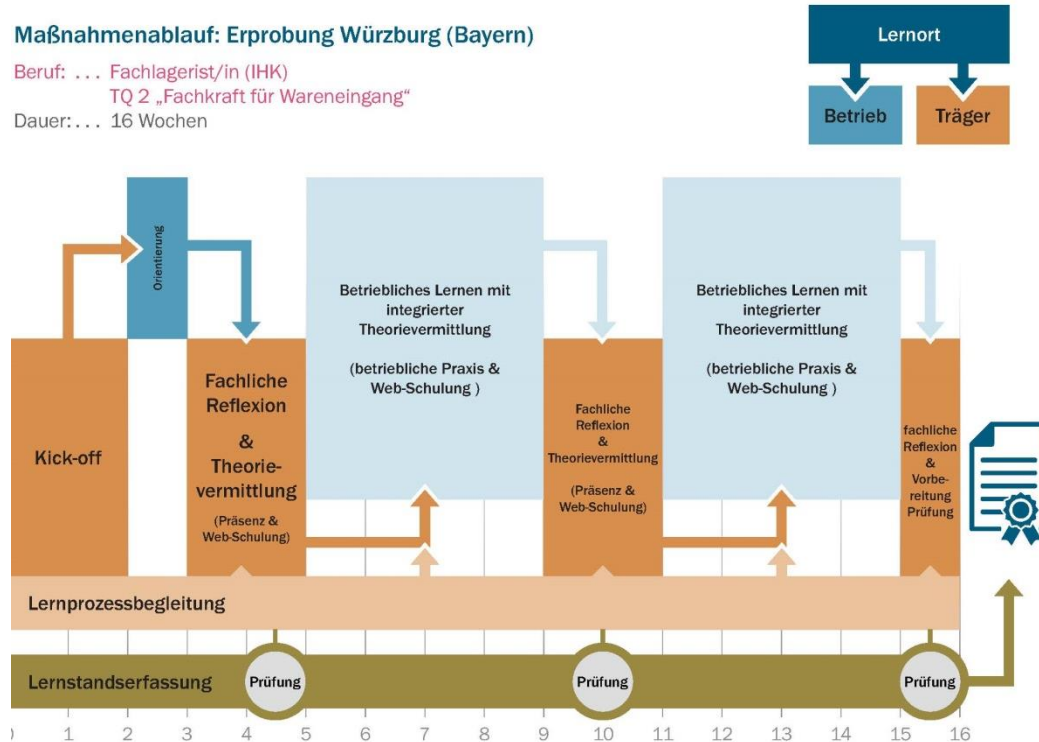 Maßnahmenablauf: Erprobung Würzburg (Bayern)
Beruf: ... Fachlagerist/in (IHK)
TQ 2 „Fachkraft für Wareneingang“
Dauer: ... 16 Wochen
Lernort
Betrieb
Träger
Kick-off
Orientierung
Fachliche
Reflexion
&
Theorie-
vermittlung
(Präsenz &
Web-Schulung)
Betriebliches Lernen mit
integrierter
Theorievermittlung
(betriebliche Praxis &
Web-Schulung )
Fachliche
Reflexion
&
Theorievermittlung
(Präsenz &
Web-Schulung)
Betriebliches Lernen mit
integrierter
Theorievermittlung
(betriebliche Praxis &
Web-Schulung )
fachliche
Reflexion
&
Vorbe-
reitung
Prüfung
Lernprozessbegleitung
Lernstandserfassung
Prüfung
Prüfung
Prüfung
0 1 2 3 4 5 6 7 8 9 10 11 12 13 14 15 16